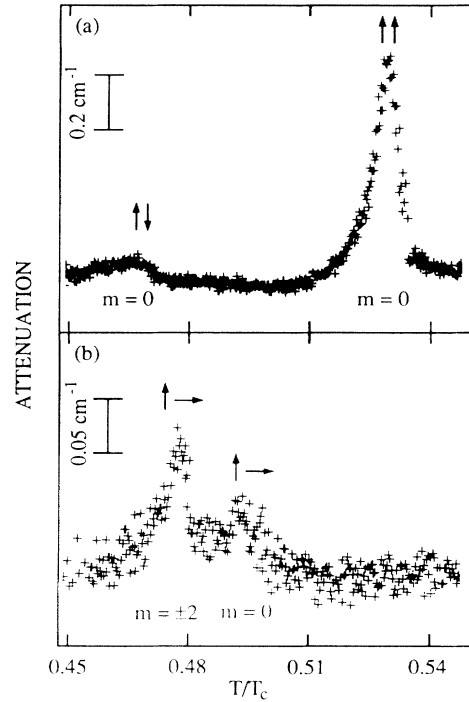 (a)
0.2 cm⁻¹
m = 0
m = 0
ATTENUATION
(b)
0.05 cm⁻¹
m = ±2
m = 0
0.45
0.48
0.51
0.54
T/T_c